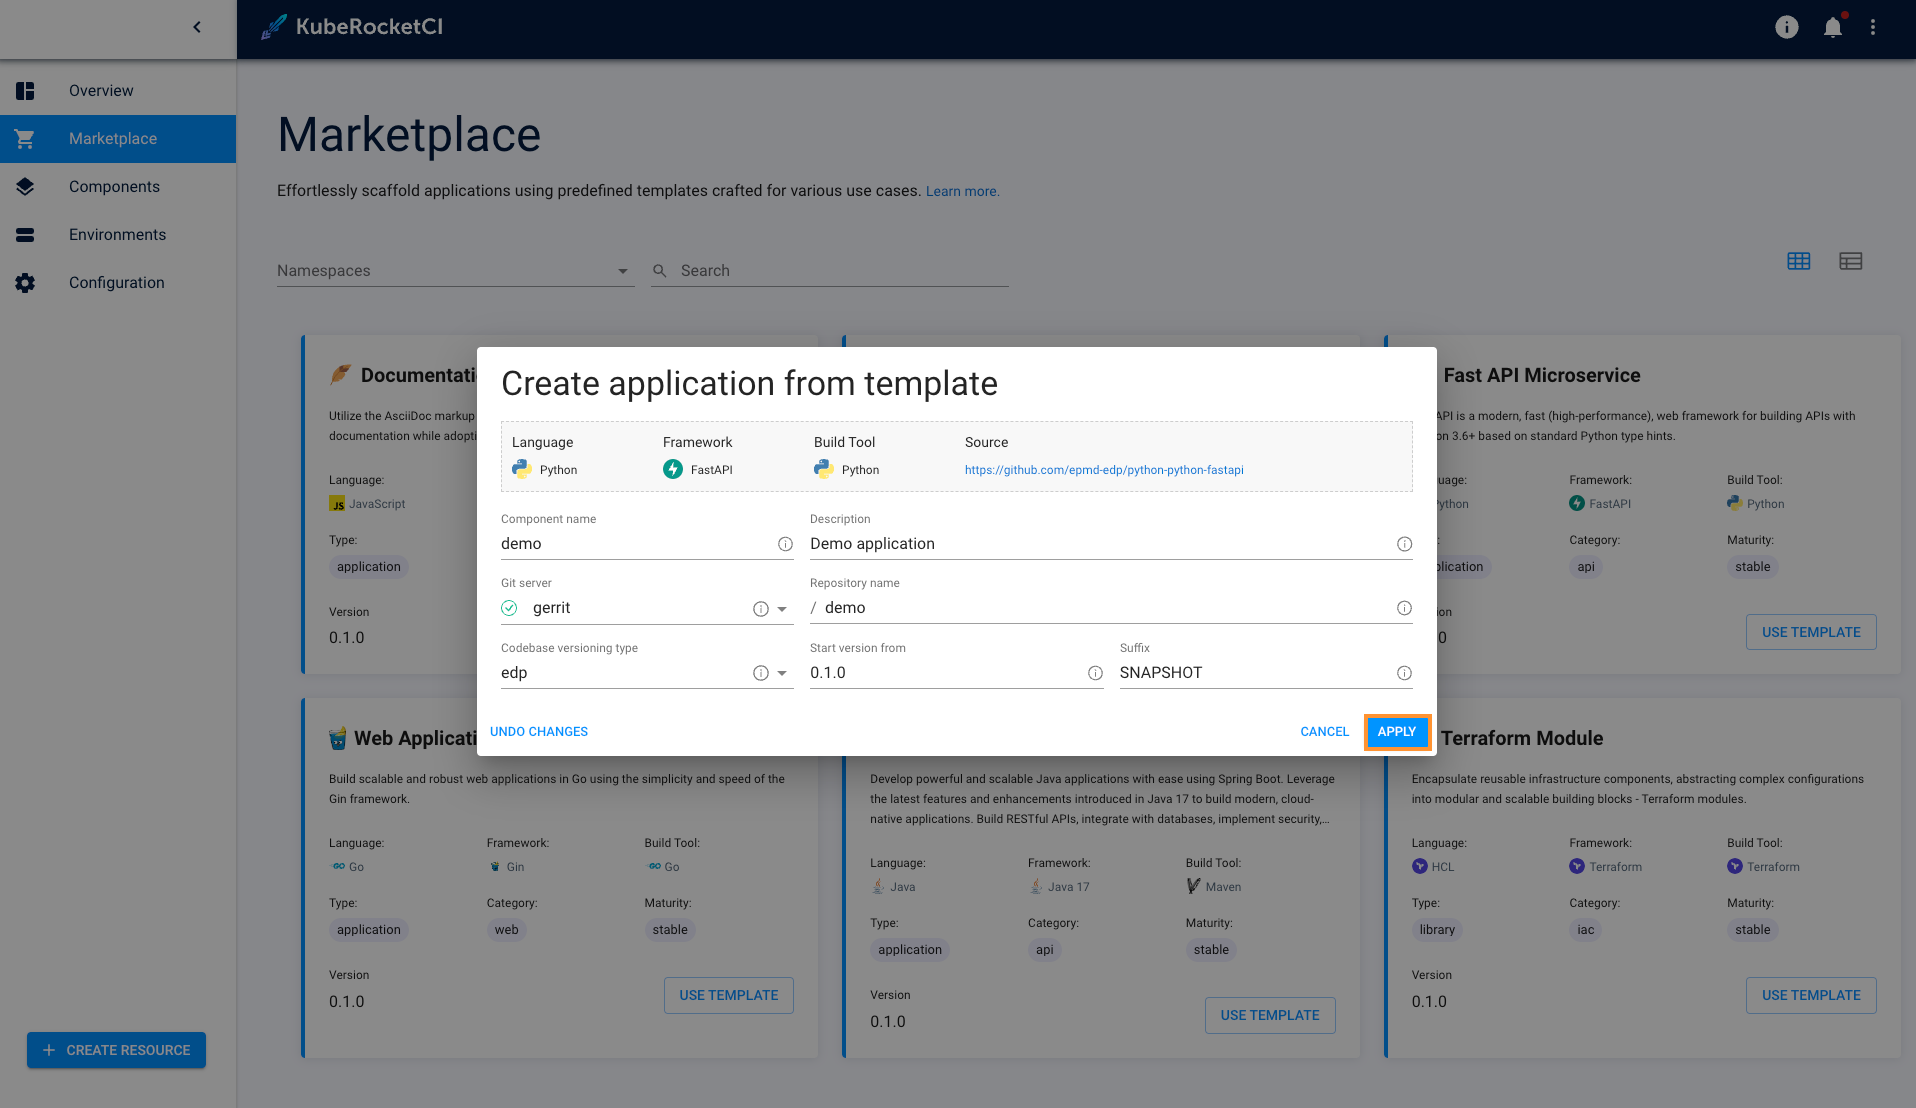 KubeRocketCI
Overview
Marketplace
Components
Environments
Configuration
CREATE RESOURCE
Marketplace
Effortlessly scaffold applications using predefined templates crafted for various use cases. Learn more.
Namespaces
Search
Documentati
Utilize the AsciiDoc markup
documentation while adopti
Language:
JS JavaScript
Type:
application
Version
0.1.0
Fast API Microservice
API is a modern, fast (high-performance), web framework for building APIs with
on 3.6+ based on standard Python type hints.
uage: Framework: Build Tool:
ython FastAPI Python
Category: Maturity:
plication api stable
ion
0
USE TEMPLATE
Create application from template
Language Framework Build Tool Source
Python FastAPI Python https://github.com/epmd-edp/python-python-fastapi
Component name Description
demo Demo application
Git server Repository name
gerrit / demo
Codebase versioning type Start version from Suffix
edp 0.1.0 SNAPSHOT
UNDO CHANGES CANCEL APPLY
Web Applicati
Build scalable and robust web applications in Go using the simplicity and speed of the
Gin framework.
Language: Framework: Build Tool:
Go Gin Go
Type: Category: Maturity:
application web stable
Version
0.1.0
USE TEMPLATE
Develop powerful and scalable Java applications with ease using Spring Boot. Leverage
the latest features and enhancements introduced in Java 17 to build modern, cloud-
native applications. Build RESTful APIs, integrate with databases, implement security,…
Language: Framework: Build Tool:
Java Java 17 Maven
Type: Category: Maturity:
application api stable
Version
0.1.0
USE TEMPLATE
Terraform Module
Encapsulate reusable infrastructure components, abstracting complex configurations
into modular and scalable building blocks - Terraform modules.
Language: Framework: Build Tool:
HCL Terraform Terraform
Type: Category: Maturity:
library iac stable
Version
0.1.0
USE TEMPLATE